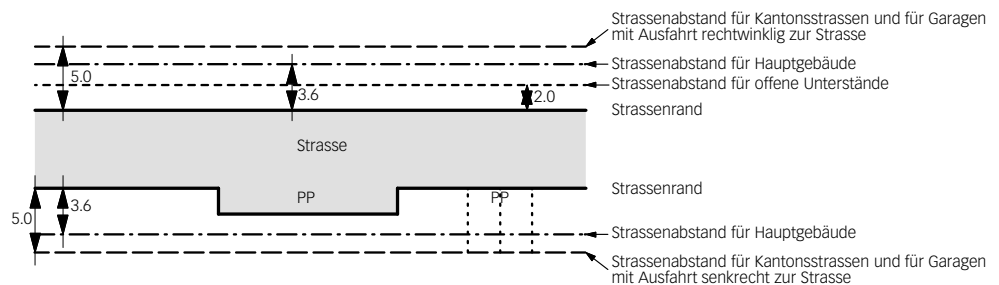 Strassenabstand für Kantonsstrassen und für Garagen
mit Ausfahrt rechtwinklig zur Strasse
Strassenabstand für Hauptgebäude
5.0
Strassenabstand für offene Unterstände
3.6
2.0
Strassenrand
Strasse
Strassenrand
PP
PP
3.6
5.0
Strassenabstand für Hauptgebäude
Strassenabstand für Kantonsstrassen und für Garagen
mit Ausfahrt senkrecht zur Strasse